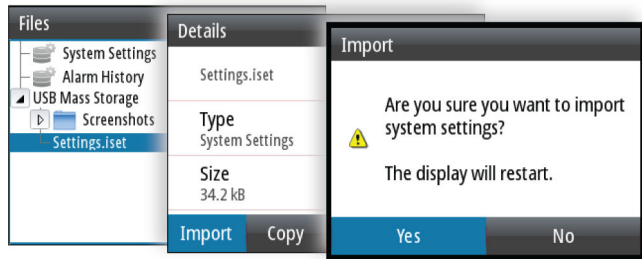 Files
System Settings
Alarm History
USB Mass Storage
Screenshots
Settings.iset
Details
Settings.iset
Type
System Settings
Size
34.2 kB
Import
Copy
Import
Are you sure you want to import
system settings?
The display will restart.
Yes
No